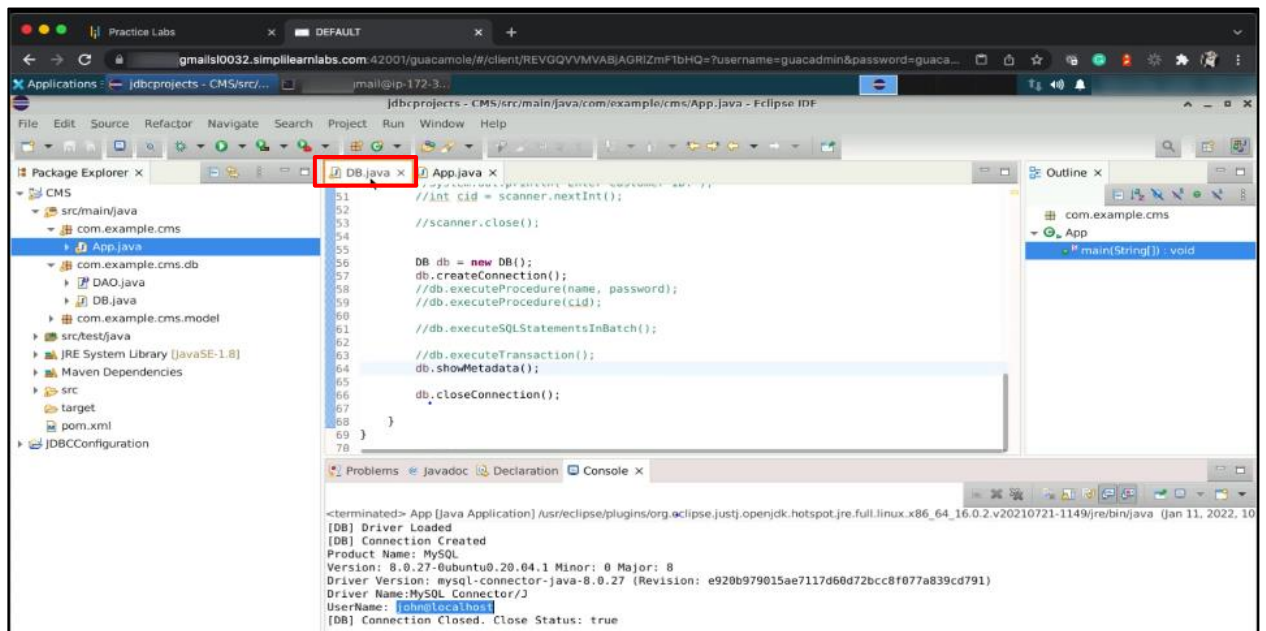 Practice Labs
DEFAULT
gmailsl0032.simplilearnlabs.com:42001/guacamole/#/client/REVGQVVMVABjAGRIZmF1bHQ=?username=guacadmin&password=guaca...
Applications : jdbcprojects - CMS/src/...
jmail@ip-172-3...
jdbcprojects - CMS/src/main/java/com/example/cms/App.java - Eclipse IDE
File Edit Source Refactor Navigate Search Project Run Window Help
Package Explorer
CMS
src/main/java
com.example.cms
App.java
com.example.cms.db
DAO.java
DB.java
com.example.cms.model
src/test/java
JRE System Library [JavaSE-1.8]
Maven Dependencies
src
target
pom.xml
JDBCConfiguration
DB.java App.java
//System.out.println("Enter Customer ID: ");
51 //int cid = scanner.nextInt();
52
53 //scanner.close();
54
55
56 DB db = new DB();
57 db.createConnection();
58 //db.executeProcedure(name, password);
59 //db.executeProcedure(cid);
60
61 //db.executeSQLStatementsInBatch();
62
63 //db.executeTransaction();
64 db.showMetadata();
65
66 db.closeConnection();
67
68 }
69 }
70
Outline
com.example.cms
App
main(String[]) : void
Problems Javadoc Declaration Console
<terminated> App [Java Application] /usr/eclipse/plugins/org.eclipse.justj.openjdk.hotspot.jre.full.linux.x86_64_16.0.2.v20210721-1149/jre/bin/java (Jan 11, 2022, 10
[DB] Driver Loaded
[DB] Connection Created
Product Name: MySQL
Version: 8.0.27-0ubuntu0.20.04.1 Minor: 0 Major: 8
Driver Version: mysql-connector-java-8.0.27 (Revision: e920b979015ae7117d60d72bcc8f077a839cd791)
Driver Name:MySQL Connector/J
UserName: john@localhost
[DB] Connection Closed. Close Status: true